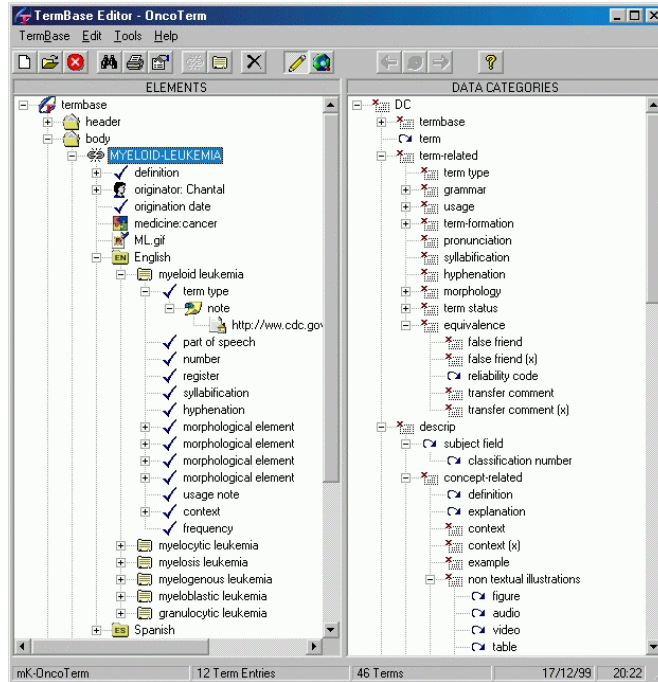 TermBase Editor - OncoTerm
TermBase Edit Tools Help
ELEMENTS
termbase
header
body
MYELOID-LEUKEMIA
definition
originator: Chantal
origination date
medicine:cancer
ML.gif
EN English
myeloid leukemia
term type
note
http://ww.cdc.gov
part of speech
number
register
syllabification
hyphenation
morphological element
morphological element
morphological element
morphological element
usage note
context
frequency
myelocytic leukemia
myelosis leukemia
myelogenous leukemia
myeloblastic leukemia
granulocytic leukemia
ES Spanish
DATA CATEGORIES
DC
termbase
term
term-related
term type
grammar
usage
term-formation
pronunciation
syllabification
hyphenation
morphology
term status
equivalence
false friend
false friend (x)
reliability code
transfer comment
transfer comment (x)
descrip
subject field
classification number
concept-related
definition
explanation
context
context (x)
example
non textual illustrations
figure
audio
video
table
mK-OncoTerm 12 Term Entries 46 Terms 17/12/99 20:22